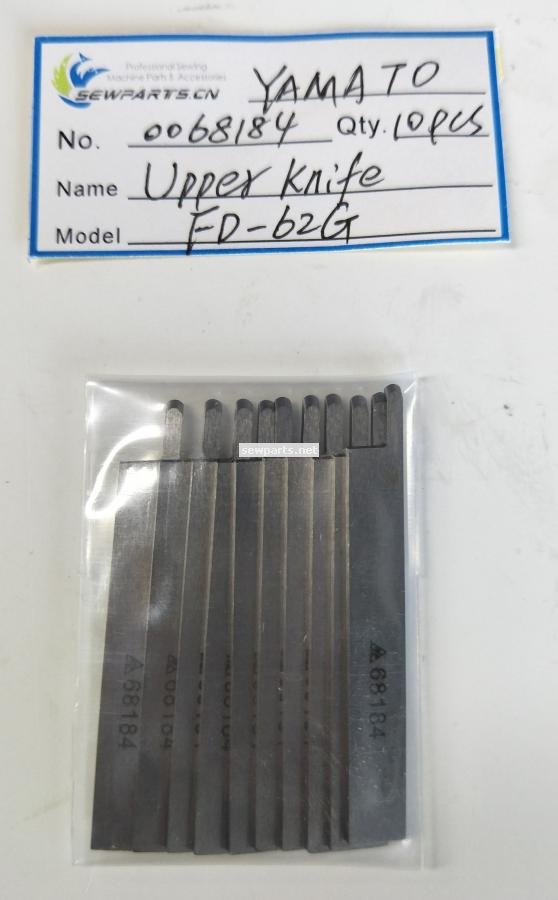 Professional Sewing
Machine Parts & Accessories
SEWPARTS.CN
YAMATO
No. 0068184 Qty. 10pcs
Name Upper Knife
Model FD-62G
sewparts.net
68184
68184